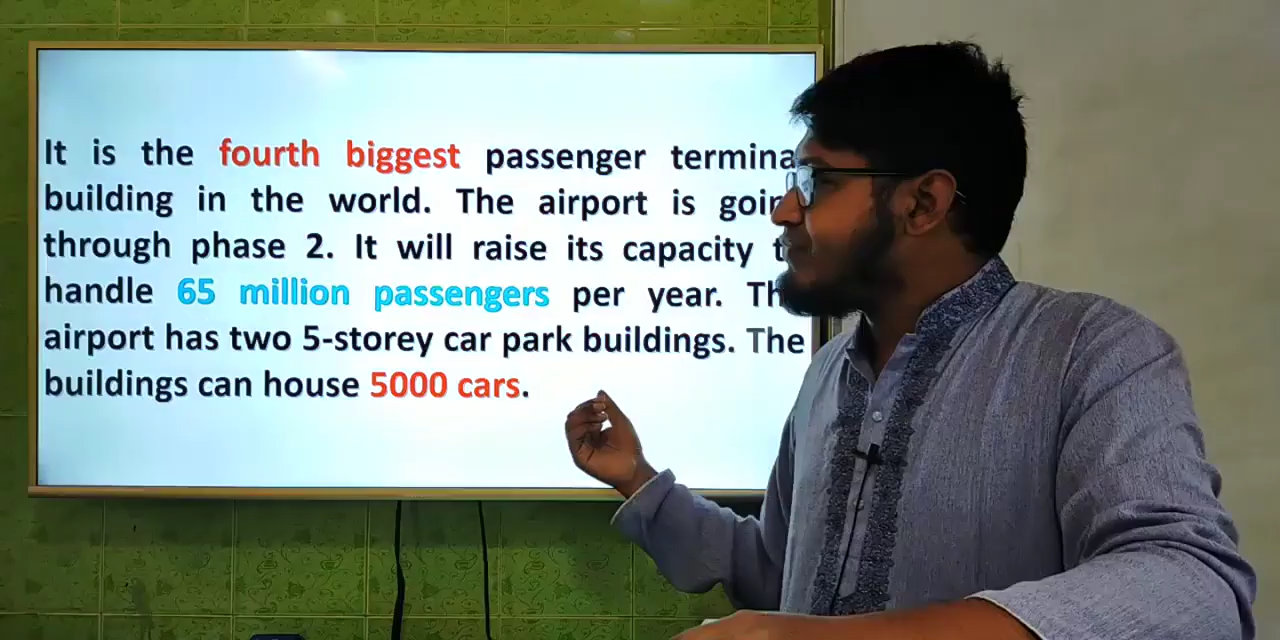 It is the fourth biggest passenger termina
building in the world. The airport is goin
through phase 2. It will raise its capacity t
handle 65 million passengers per year. Th
airport has two 5-storey car park buildings. The
buildings can house 5000 cars.